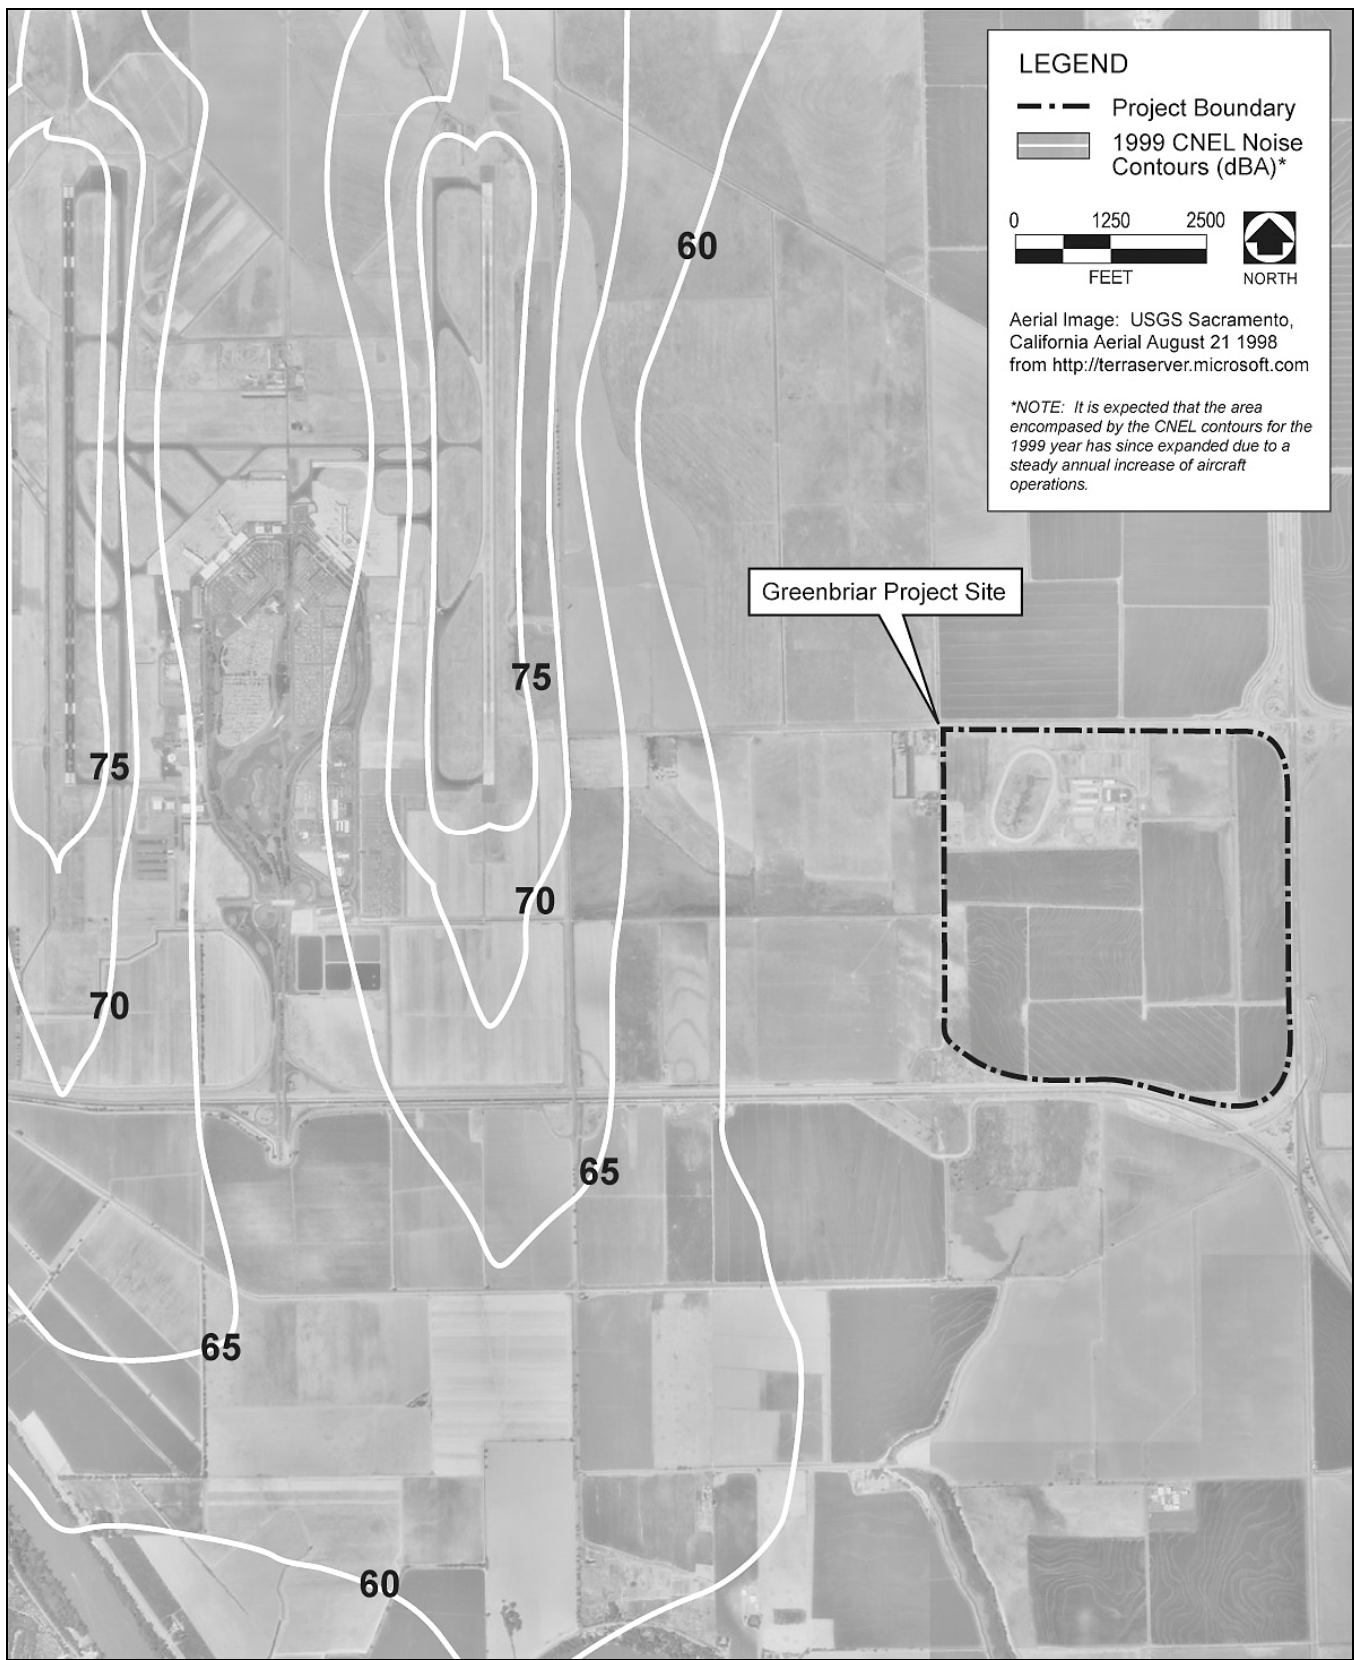 LEGEND
Project Boundary
1999 CNEL Noise
Contours (dBA)*
0 1250 2500
FEET
NORTH
Aerial Image: USGS Sacramento,
California Aerial August 21 1998
from http://terraserver.microsoft.com
*NOTE: It is expected that the area
encompased by the CNEL contours for the
1999 year has since expanded due to a
steady annual increase of aircraft
operations.
60
Greenbriar Project Site
75
75
70
70
65
65
60